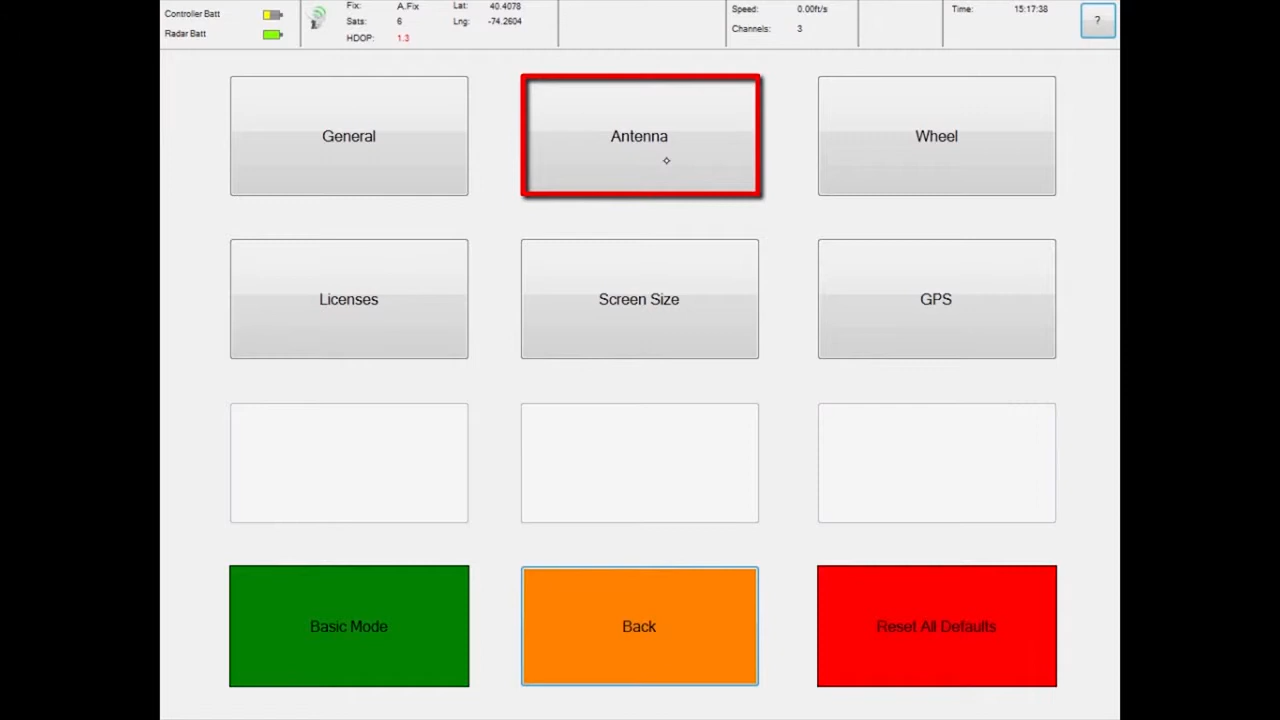 Controller Batt
Radar Batt
Fix: A.Fix
Sats: 6
HDOP: 1.3
Lat: 40.4078
Lng: -74.2604
Speed: 0.00ft/s
Channels: 3
Time: 15:17:38
?
General
Antenna
Wheel
Licenses
Screen Size
GPS
Basic Mode
Back
Reset All Defaults